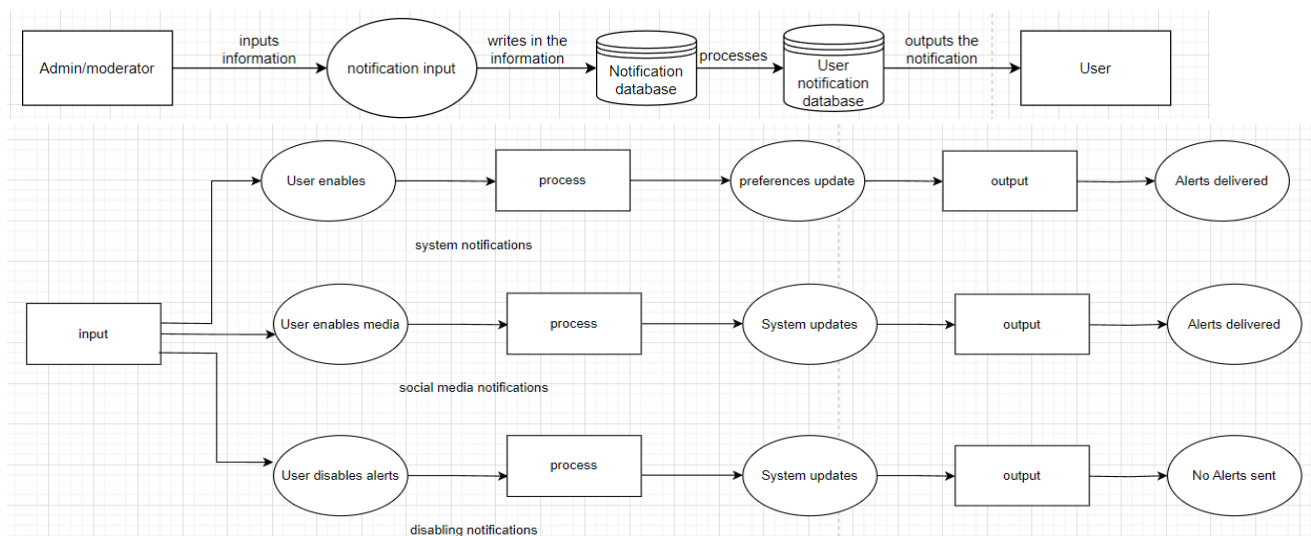 inputs
information
writes in the
information
processes
outputs the
notification
Admin/moderator
notification input
Notification
database
User
notification
database
User
User enables
process
preferences update
output
Alerts delivered
system notifications
input
User enables media
process
System updates
output
Alerts delivered
social media notifications
User disables alerts
process
System updates
output
No Alerts sent
disabling notifications